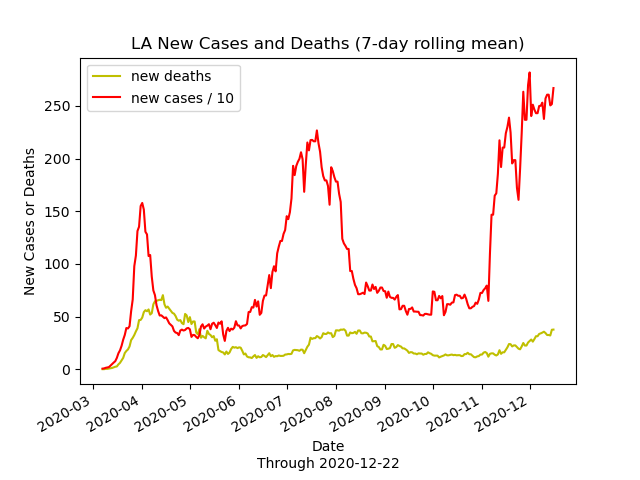 LA New Cases and Deaths (7-day rolling mean)
new deaths
new cases / 10
New Cases or Deaths
250
200
150
100
50
0
2020-03
2020-04
2020-05
2020-06
2020-07
2020-08
2020-09
2020-10
2020-11
2020-12
Date
Through 2020-12-22